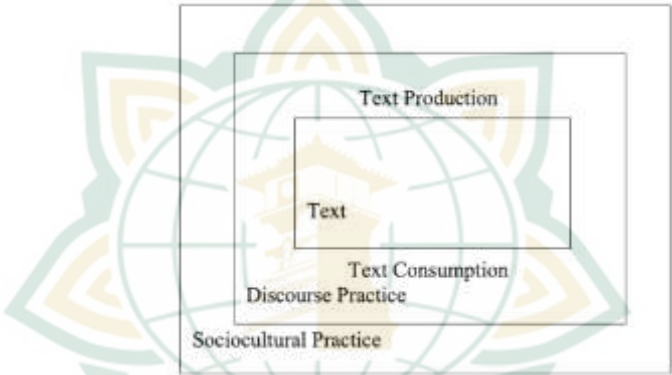 Text Production
Text
Text Consumption
Discourse Practice
Sociocultural Practice